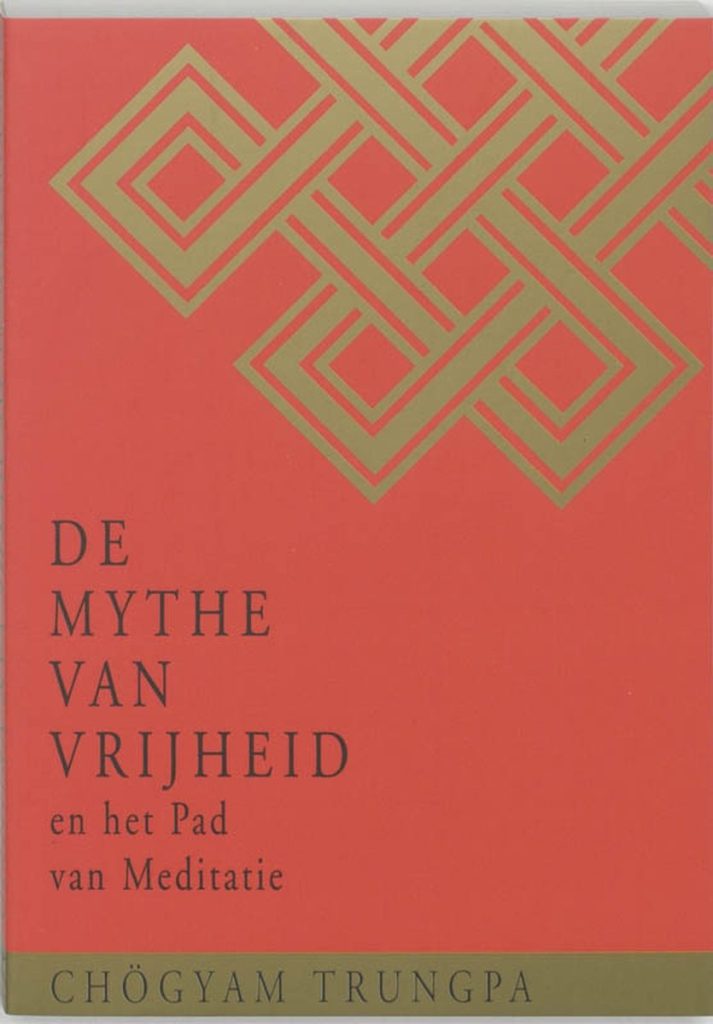 DE
MYTHE
VAN
VRIJHEID
en het Pad
van Meditatie
CHÖGYAM TRUNGPA